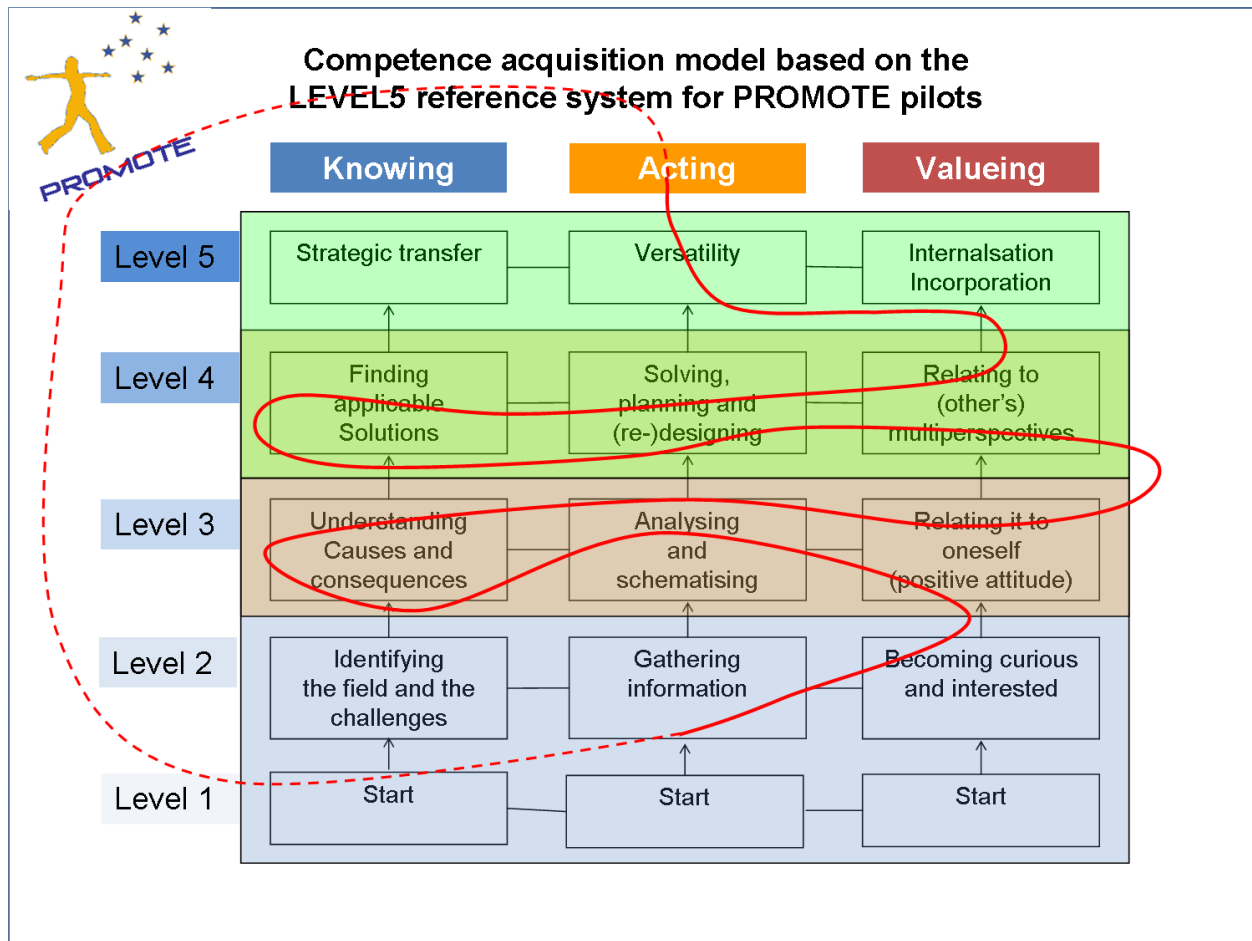 Competence acquisition model based on the
LEVEL5 reference system for PROMOTE pilots
PROMOTE
Knowing
Acting
Valueing
Level 5
Strategic transfer
Versatility
Internalsation
Incorporation
Level 4
Finding
applicable
Solutions
Solving,
planning and
(re-)designing
Relating to
(other's)
multiperspectives
Level 3
Understanding
Causes and
consequences
Analysing
and
schematising
Relating it to
oneself
(positive attitude)
Level 2
Identifying
the field and the
challenges
Gathering
information
Becoming curious
and interested
Level 1
Start
Start
Start